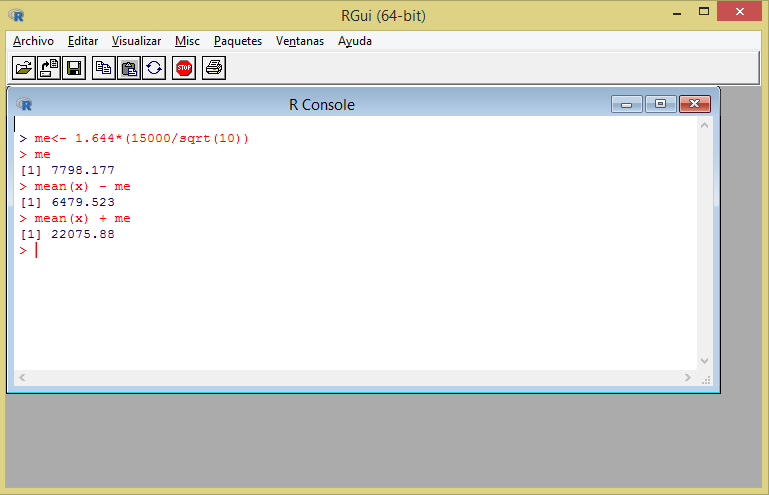 RGui (64-bit)
Archivo Editar Visualizar Misc Paquetes Ventanas Ayuda
STOP
R Console
> me<- 1.644*(15000/sqrt(10))
> me
[1] 7798.177
> mean(x) - me
[1] 6479.523
> mean(x) + me
[1] 22075.88
>